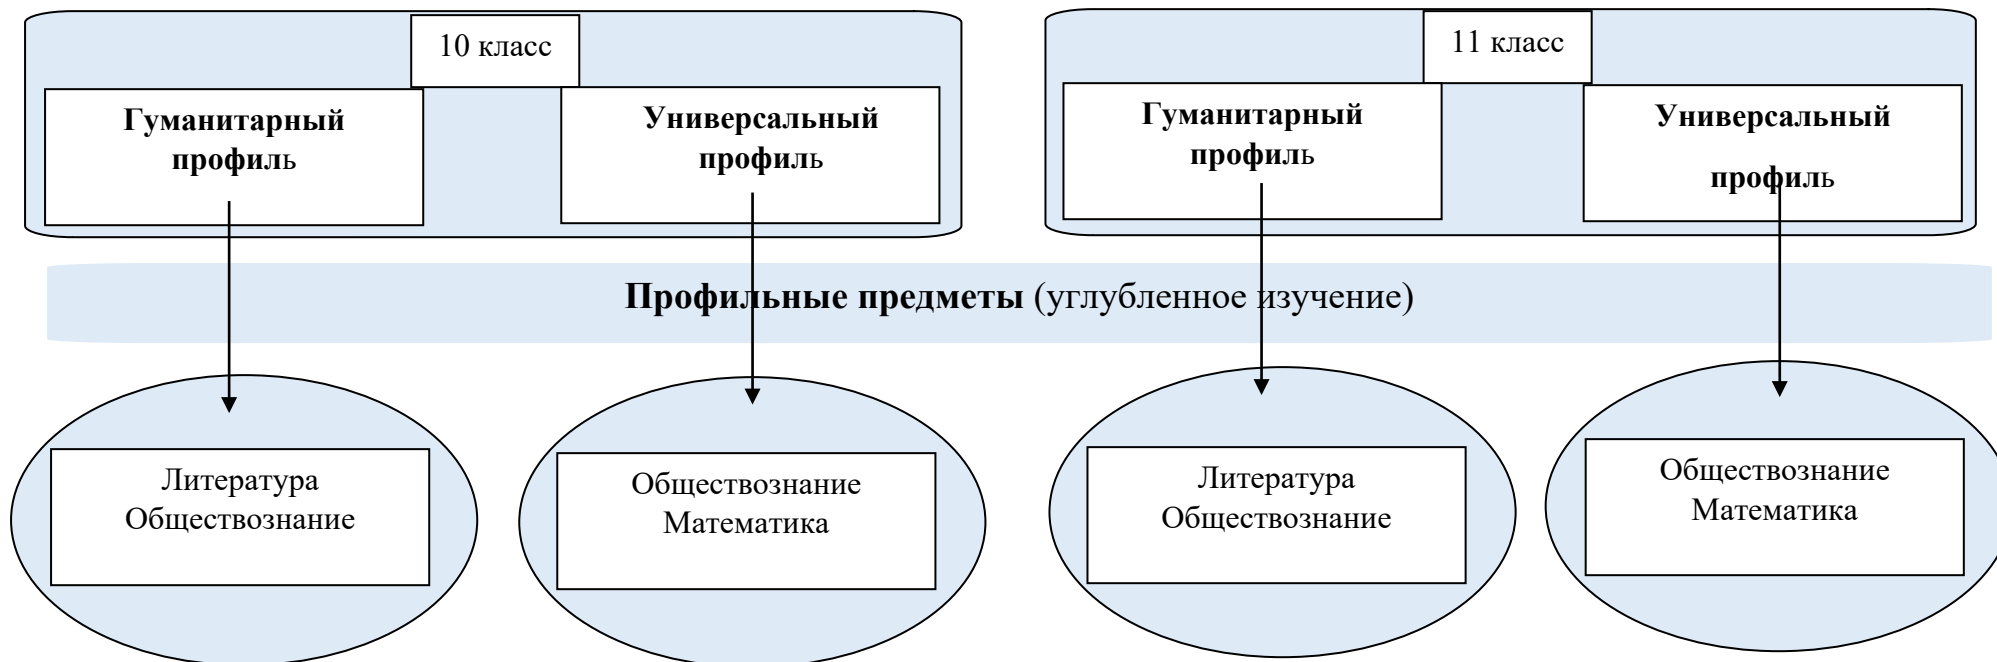 10 класс
Гуманитарный
профиль
Универсальный
профиль
11 класс
Гуманитарный
профиль
Универсальный
профиль
Профильные предметы (углубленное изучение)
Литература
Обществознание
Обществознание
Математика
Литература
Обществознание
Обществознание
Математика